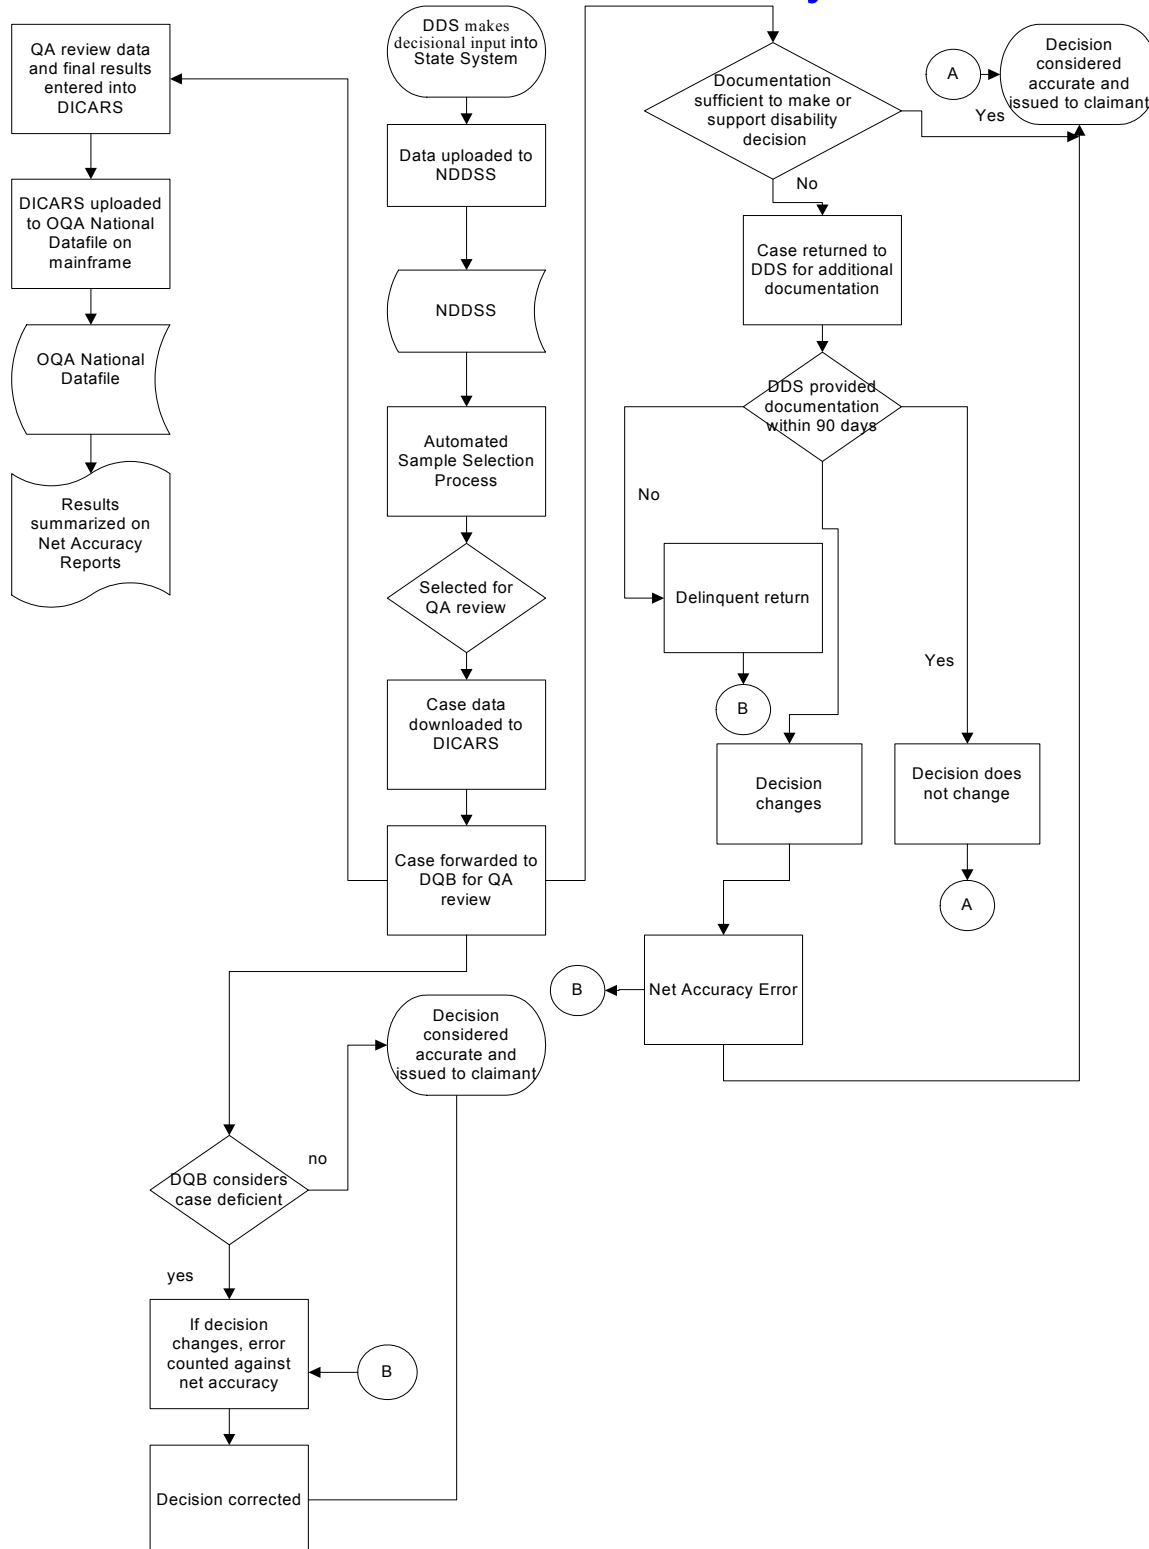 QA review data
and final results
entered into
DICARS
DICARS uploaded
to OQA National
Datafile on
mainframe
OQA National
Datafile
Results
summarized on
Net Accuracy
Reports
DDS makes
decisional input into
State System
Data uploaded to
NDDSS
NDDSS
Automated
Sample Selection
Process
Selected for
QA review
Case data
downloaded to
DICARS
Case forwarded to
DQB for QA
review
Documentation
sufficient to make or
support disability
decision
Yes
A
Decision
considered
accurate and
issued to claimant
No
Case returned to
DDS for additional
documentation
DDS provided
documentation
within 90 days
No
Delinquent return
B
Yes
Decision
changes
Decision does
not change
A
Net Accuracy Error
B
Decision
considered
accurate and
issued to claimant
DQB considers
case deficient
no
yes
If decision
changes, error
counted against
net accuracy
B
Decision corrected